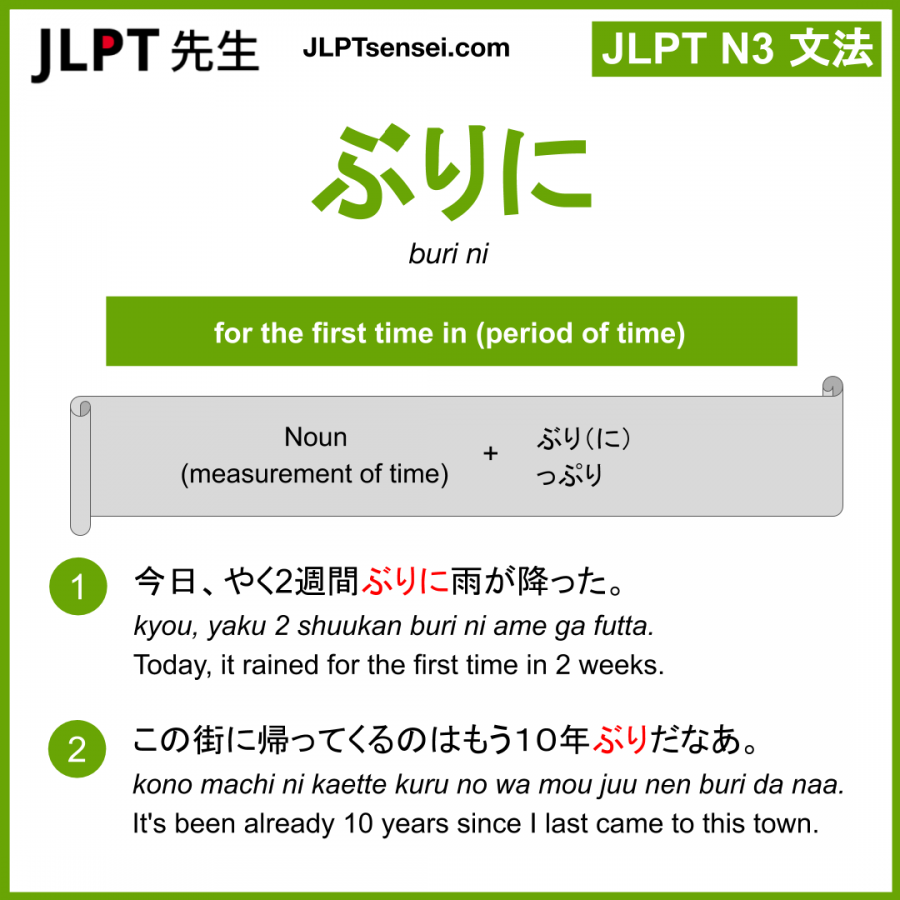 JLPT 先生
JLPTsensei.com
JLPT N3 文法
ぶりに
buri ni
for the first time in (period of time)
Noun
(measurement of time)
+
ぶり(に)
っぷり
1
今日、やく2週間ぶりに雨が降った。
kyou, yaku 2 shuukan buri ni ame ga futta.
Today, it rained for the first time in 2 weeks.
2
この街に帰ってくるのはもう10年ぶりだなあ。
kono machi ni kaette kuru no wa mou juu nen buri da naa.
It's been already 10 years since I last came to this town.